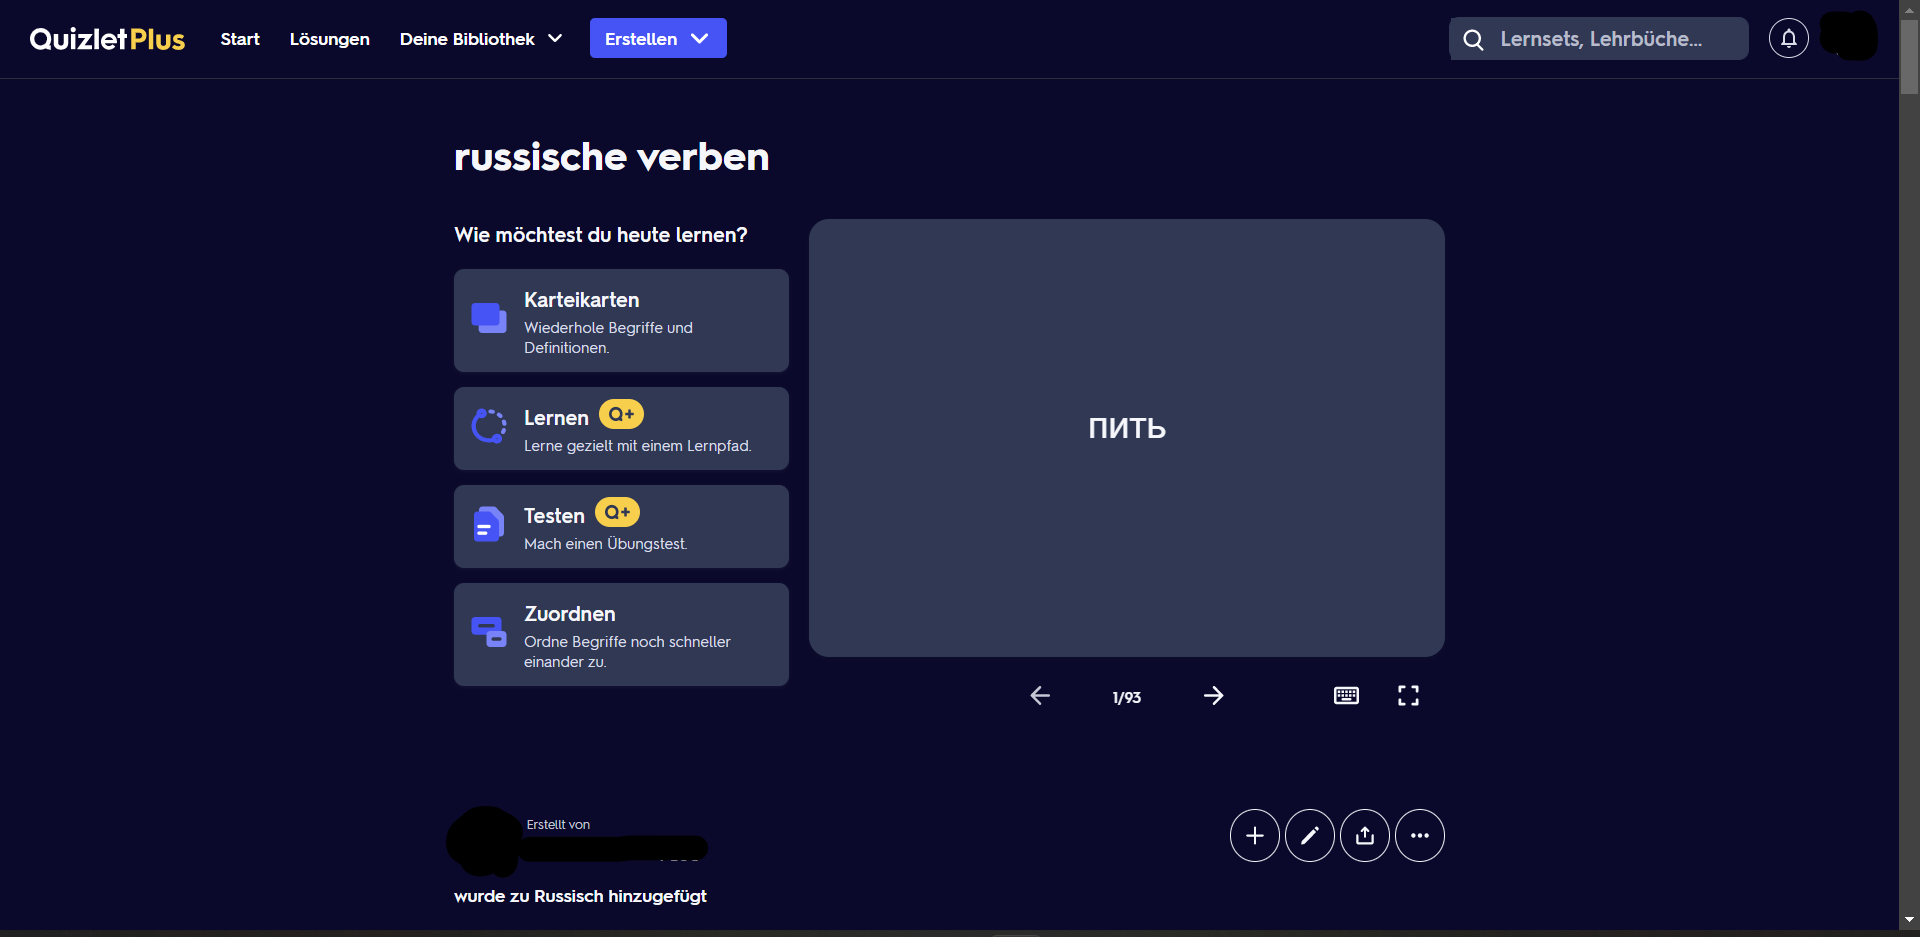 QuizletPlus Start Lösungen Deine Bibliothek Erstellen Lernsets, Lehrbücher...
russische verben
Wie möchtest du heute lernen?
Karteikarten
Wiederhole Begriffe und
Definitionen.
Lernen Q+
Lerne gezielt mit einem Lernpfad.
Testen Q+
Mach einen Übungstest.
Zuordnen
Ordne Begriffe noch schneller
einander zu.
пить
1/93
Erstellt von
wurde zu Russisch hinzugefügt